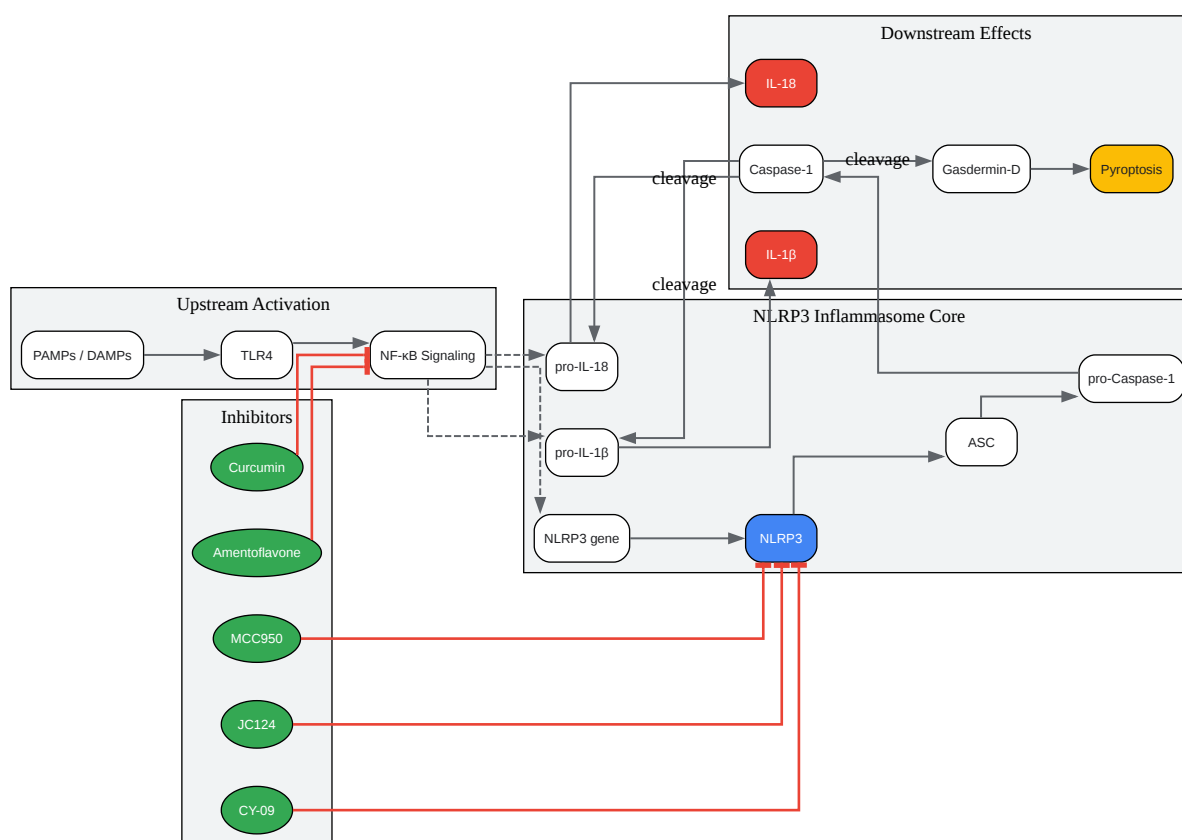 Downstream Effects
IL-18
Caspase-1
cleavage
Gasdermin-D
Pyroptosis
cleavage
IL-1β
cleavage
Upstream Activation
PAMPs / DAMPs
TLR4
NF-κB Signaling
NLRP3 Inflammasome Core
pro-IL-18
pro-Caspase-1
pro-IL-1β
ASC
NLRP3 gene
NLRP3
Inhibitors
Curcumin
Amentoflavone
MCC950
JC124
CY-09